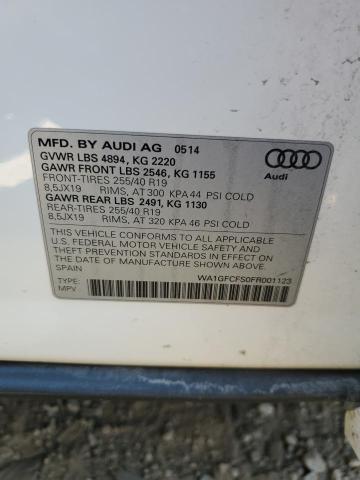 MFD. BY AUDI AG 0514
GVWR LBS 4894, KG 2220
GAWR FRONT LBS 2546, KG 1155
FRONT-TIRES 255/40 R19
8,5JX19 RIMS, AT 300 KPA 44 PSI COLD
GAWR REAR LBS 2491, KG 1130
REAR-TIRES 255/40 R19
8,5JX19 RIMS, AT 320 KPA 46 PSI COLD
Audi
THIS VEHICLE CONFORMS TO ALL APPLICABLE
U.S. FEDERAL MOTOR VEHICLE SAFETY AND
THEFT PREVENTION STANDARDS IN EFFECT ON THE
DATE OF MANUFACTURE SHOWN ABOVE.
SPAIN
TYPE: WA1GFCFS0FR001123
MPV